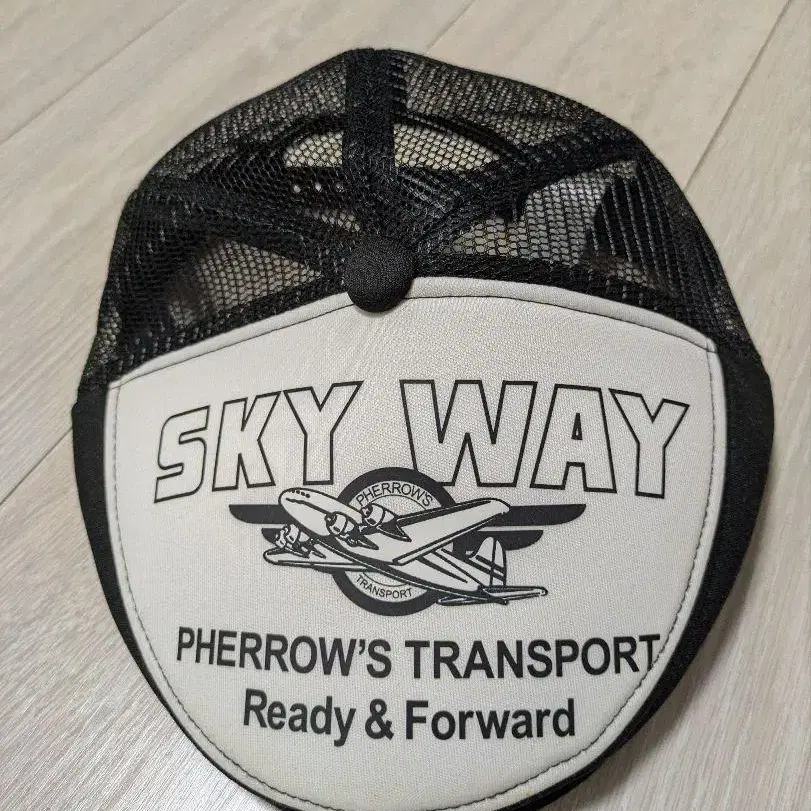 SKY WAY
PHERROW'S
TRANSPORT
PHERROW'S TRANSPORT
Ready & Forward